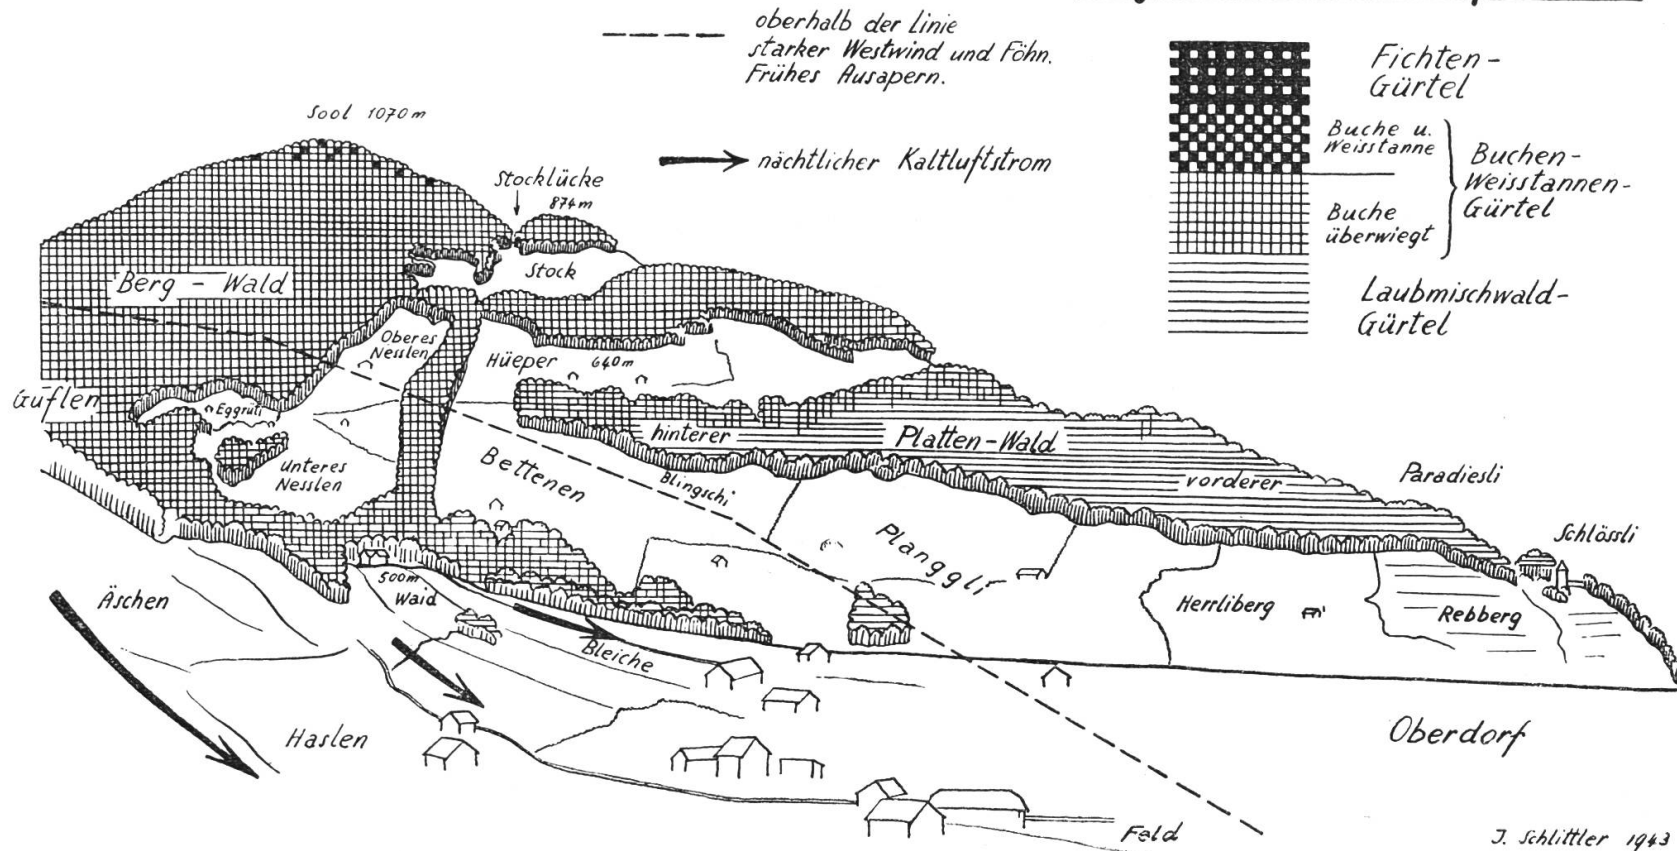 oberhalb der Linie
starker Westwind und Föhn.
Frühes Ausapern.
nächtlicher Kaltluftstrom
Fichten-
Gürtel
Buche u.
Weisstanne
Buchen-
Weisstannen-
Gürtel
Buche
überwiegt
Laubmischwald-
Gürtel
Sool 1070 m
Stocklücke
874 m
Stock
Berg - Wald
Oberes
Nesslen
Hüeper 640 m
Guflen
Eggrüti
Unteres
Nesslen
Bettenen
hinterer
Platten-Wald
vorderer
Blingschi
Paradiesli
Planggli
Schlössli
500 m
Waid
Äschen
Herrliberg
Rebberg
Bleiche
Haslen
Oberdorf
Feld
J. Schlittler 1943